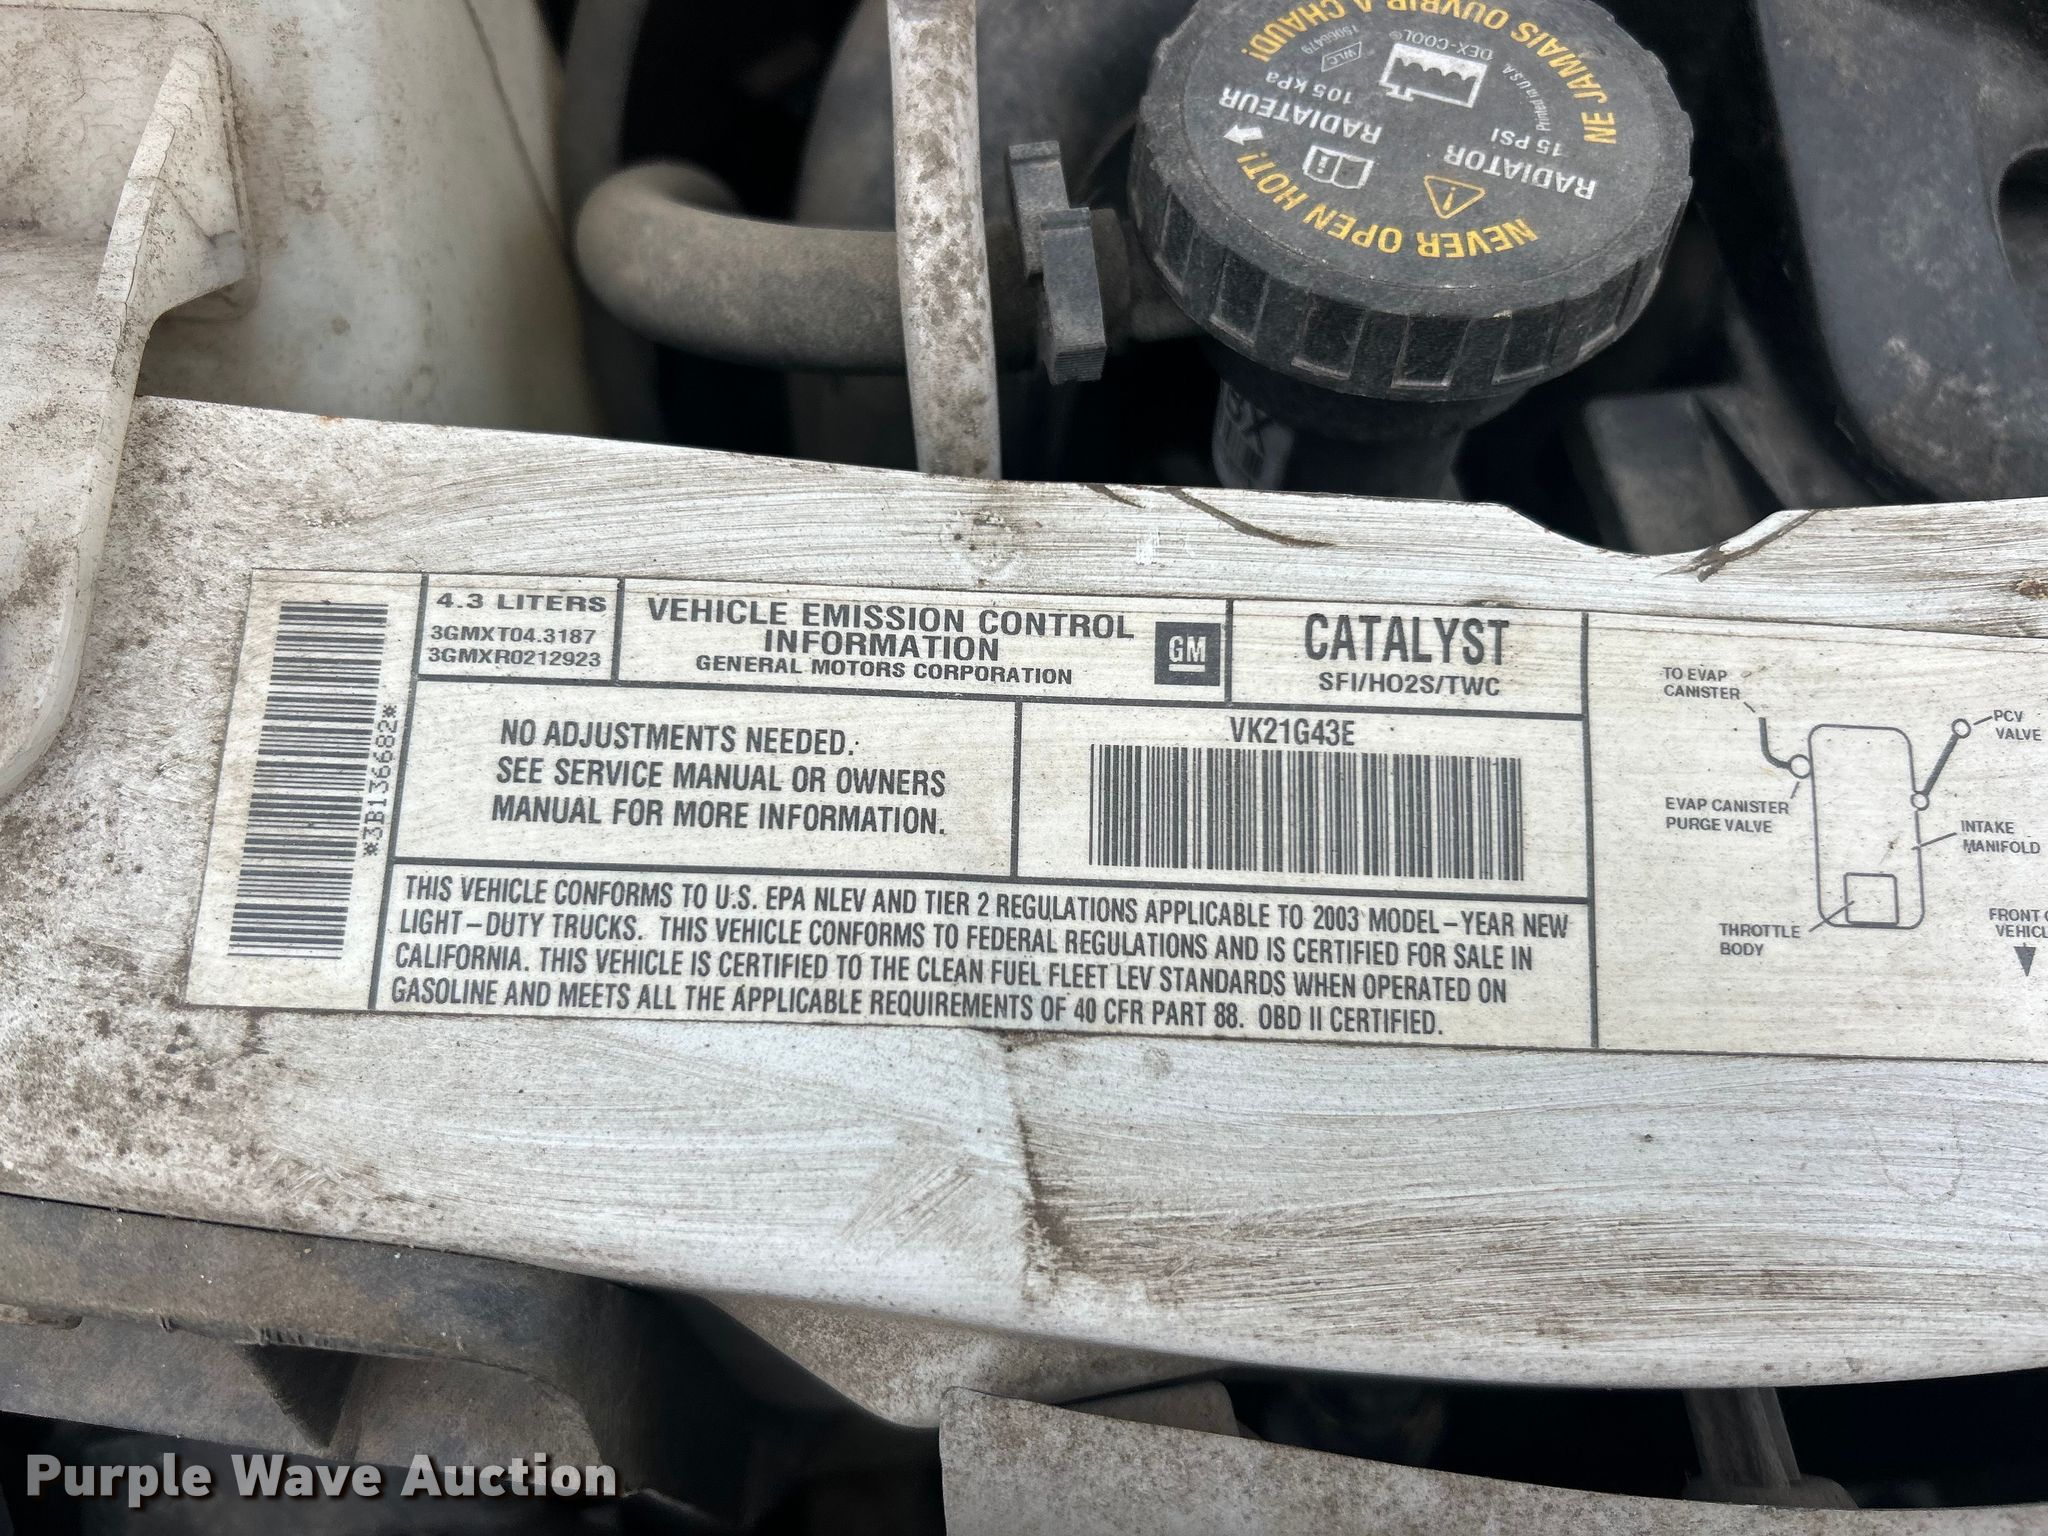 NE JAMAIS OUVRIR À CHAUD!
15066479
WLC
DEX-COOL®
Printed in U.S.A.
105 kPa
15 PSI
RADIATEUR
RADIATOR
NEVER OPEN HOT!
*3B136682*
4.3 LITERS
3GMXT04.3187
3GMXR0212923
VEHICLE EMISSION CONTROL
INFORMATION
GENERAL MOTORS CORPORATION
GM
CATALYST
SFI/HO2S/TWC
NO ADJUSTMENTS NEEDED.
SEE SERVICE MANUAL OR OWNERS
MANUAL FOR MORE INFORMATION.
VK21G43E
THIS VEHICLE CONFORMS TO U.S. EPA NLEV AND TIER 2 REGULATIONS APPLICABLE TO 2003 MODEL-YEAR NEW
LIGHT-DUTY TRUCKS. THIS VEHICLE CONFORMS TO FEDERAL REGULATIONS AND IS CERTIFIED FOR SALE IN
CALIFORNIA. THIS VEHICLE IS CERTIFIED TO THE CLEAN FUEL FLEET LEV STANDARDS WHEN OPERATED ON
GASOLINE AND MEETS ALL THE APPLICABLE REQUIREMENTS OF 40 CFR PART 88. OBD II CERTIFIED.
TO EVAP
CANISTER
PCV
VALVE
EVAP CANISTER
PURGE VALVE
INTAKE
MANIFOLD
THROTTLE
BODY
FRONT
Purple Wave Auction